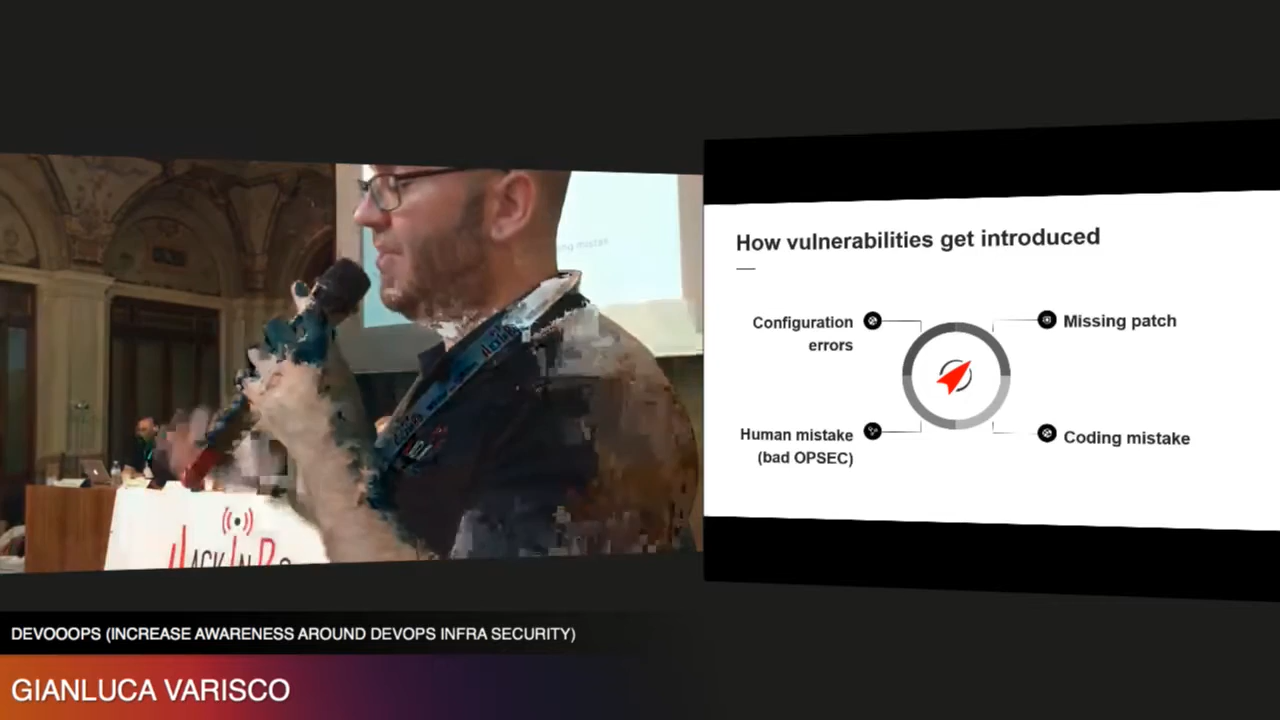 How vulnerabilities get introduced
Configuration
errors
Missing patch
Human mistake
(bad OPSEC)
Coding mistake
HACKINBO
DEVOOOPS (INCREASE AWARENESS AROUND DEVOPS INFRA SECURITY)
GIANLUCA VARISCO